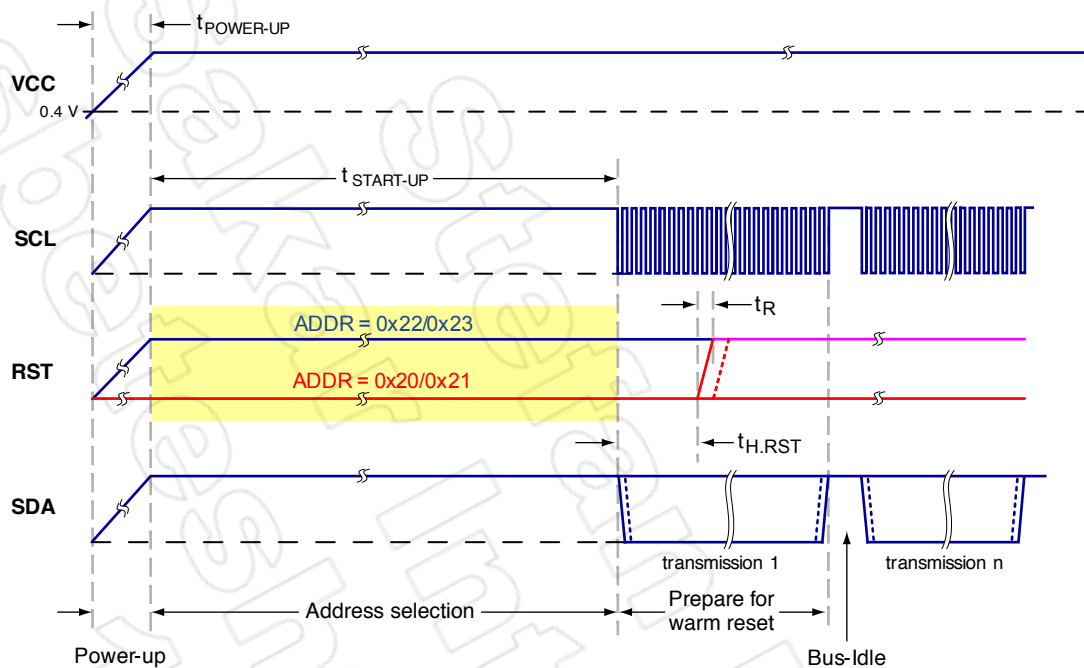 tPOWER-UP
VCC
0.4 V
tSTART-UP
SCL
tR
ADDR = 0x22/0x23
RST
ADDR = 0x20/0x21
tH.RST
SDA
transmission 1
transmission n
Address selection
Prepare for
warm reset
Power-up
Bus-Idle